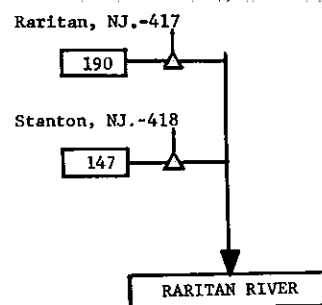 Raritan, NJ.-417
190
Stanton, NJ.-418
147
RARITAN RIVER